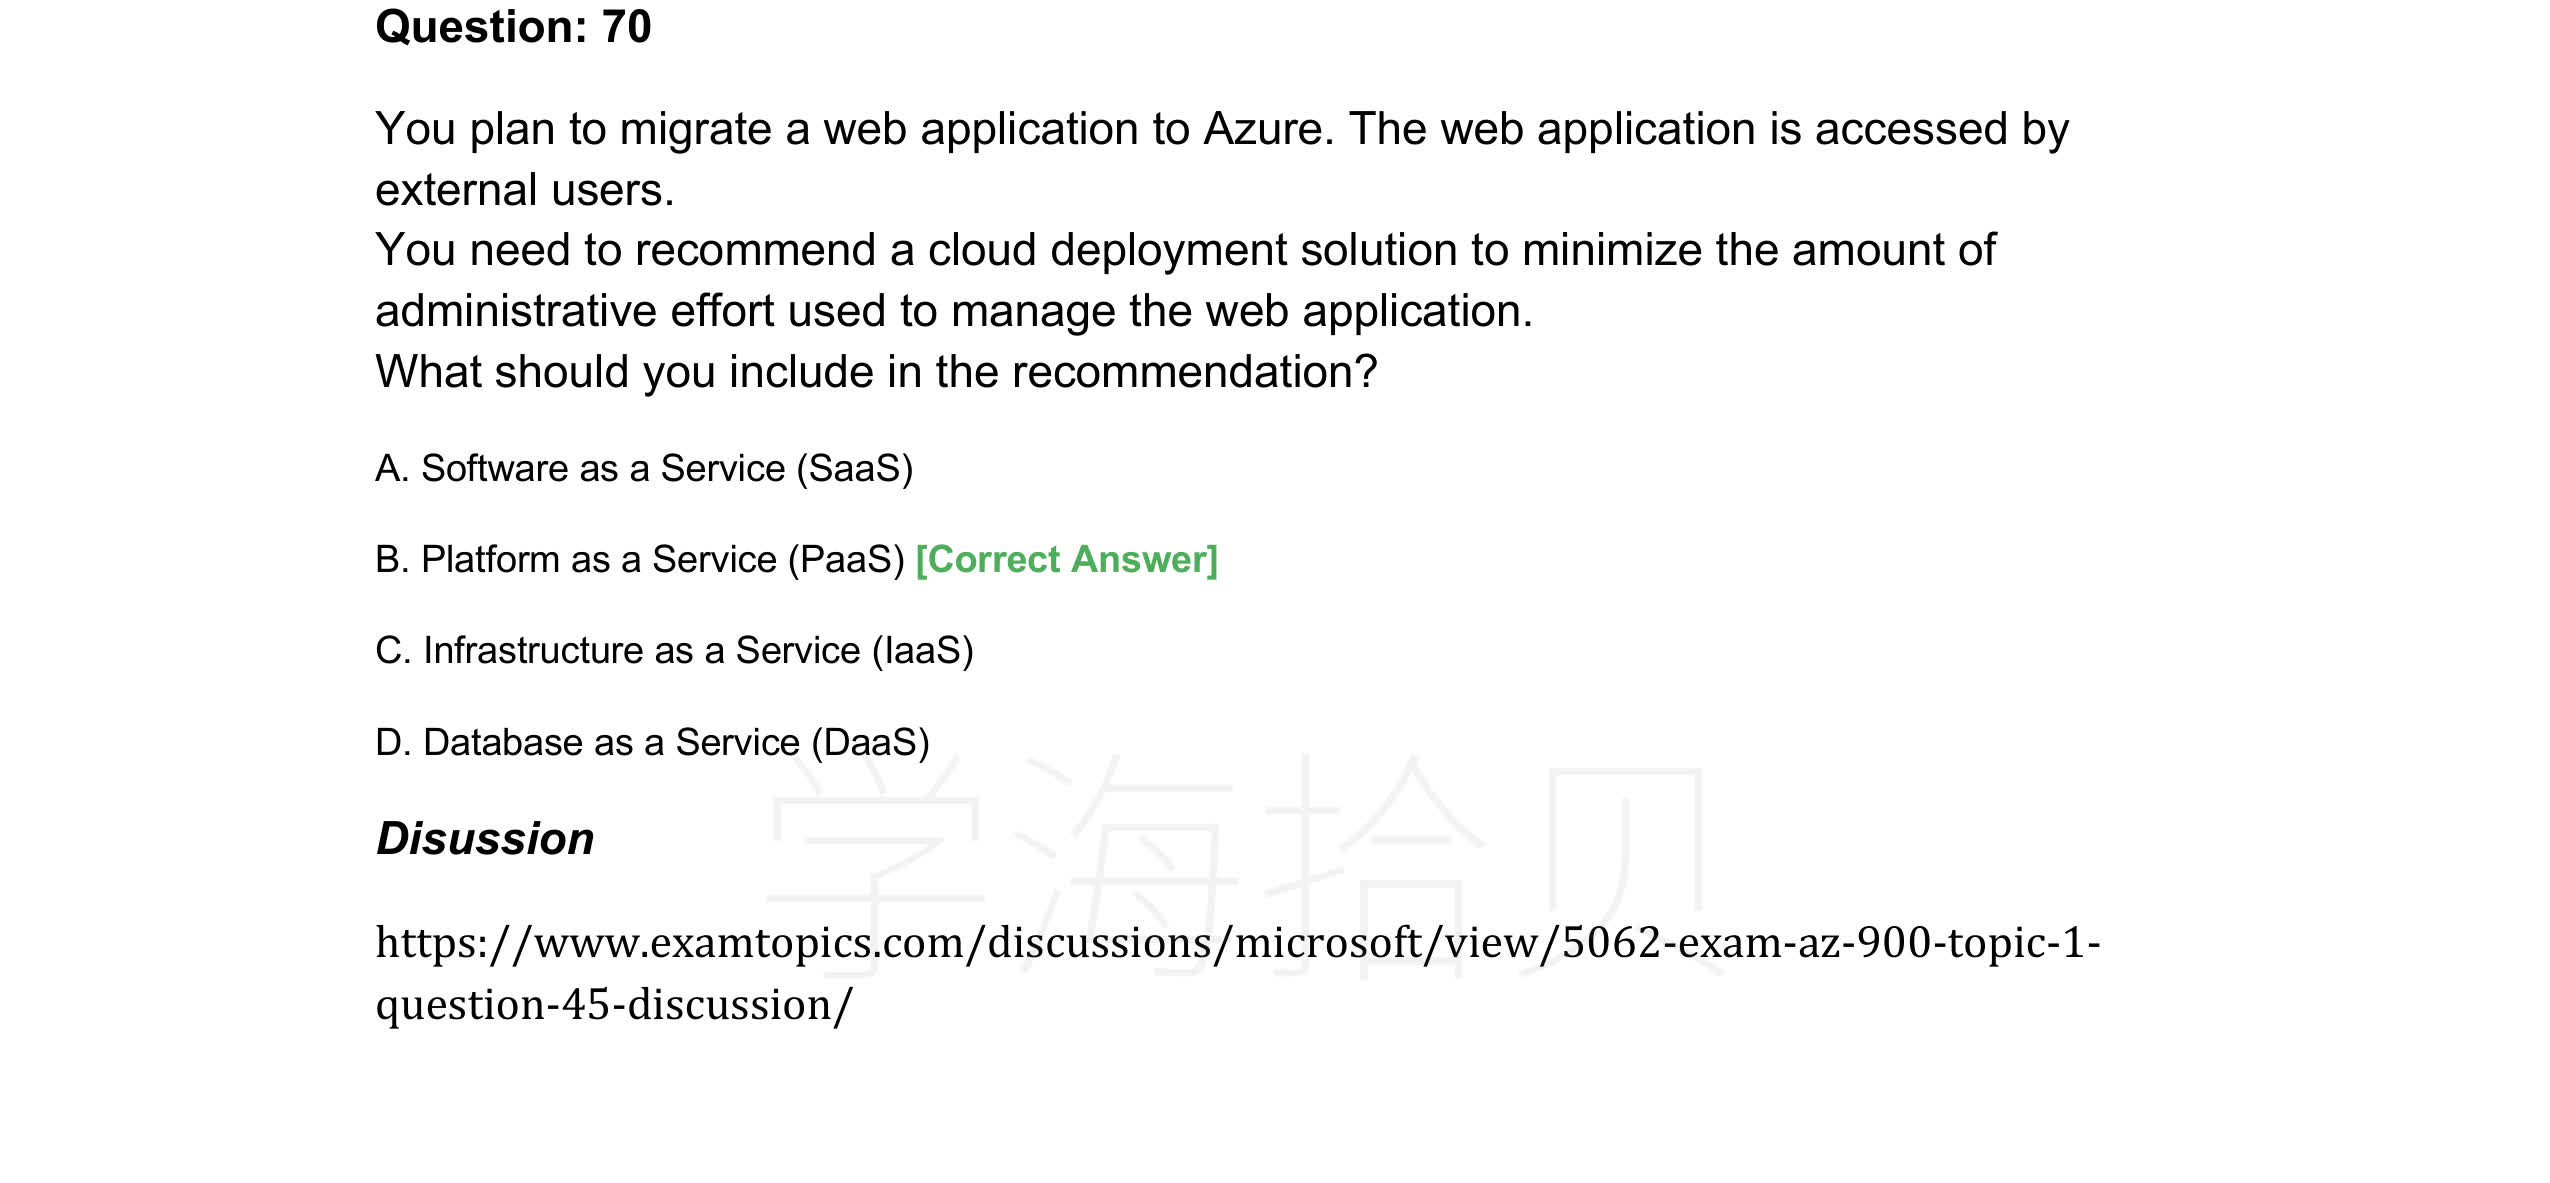 Question: 70
You plan to migrate a web application to Azure. The web application is accessed by
external users.
You need to recommend a cloud deployment solution to minimize the amount of
administrative effort used to manage the web application.
What should you include in the recommendation?
A. Software as a Service (SaaS)
B. Platform as a Service (PaaS) [Correct Answer]
C. Infrastructure as a Service (IaaS)
D. Database as a Service (DaaS)
学海拾贝
Disussion
https://www.examtopics.com/discussions/microsoft/view/5062-exam-az-900-topic-1-
question-45-discussion/